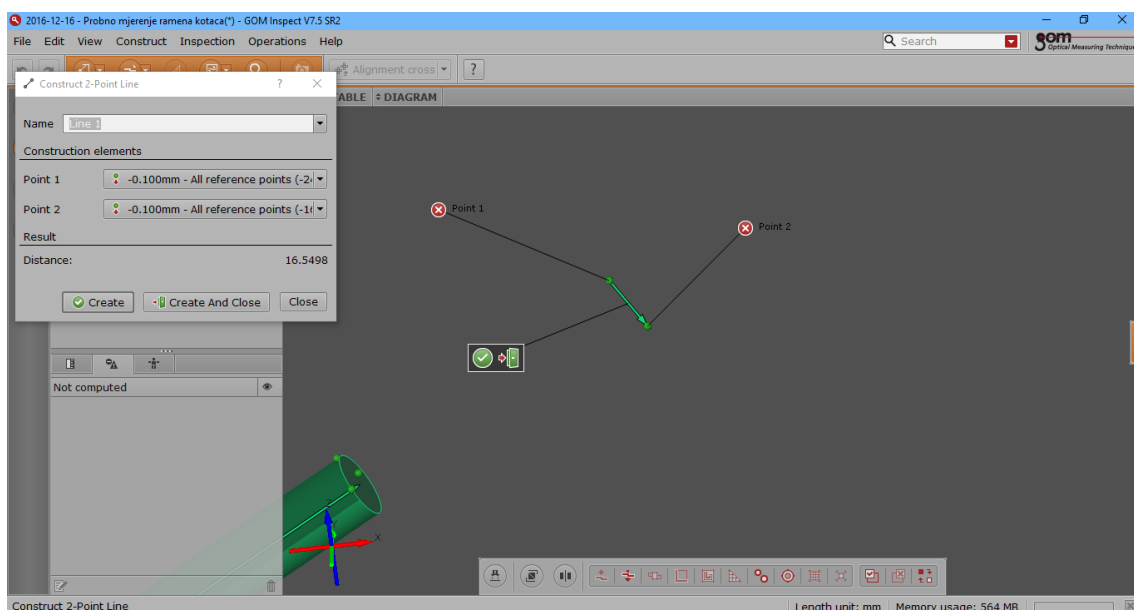 2016-12-16 - Probno mjerenje ramena kotaca(*) - GOM Inspect V7.5 SR2
File Edit View Construct Inspection Operations Help
Search
gom
Optical Measuring Technique
Alignment cross
?
Construct 2-Point Line
?
ABLE
DIAGRAM
Name
Line 1
Construction elements
Point 1
-0.100mm - All reference points (-2
Point 2
-0.100mm - All reference points (-1
Result
Distance:
16.5498
Create
Create And Close
Close
Point 1
Point 2
Not computed
X
Construct 2-Point Line
Length unit: mm
Memory usage: 564 MB